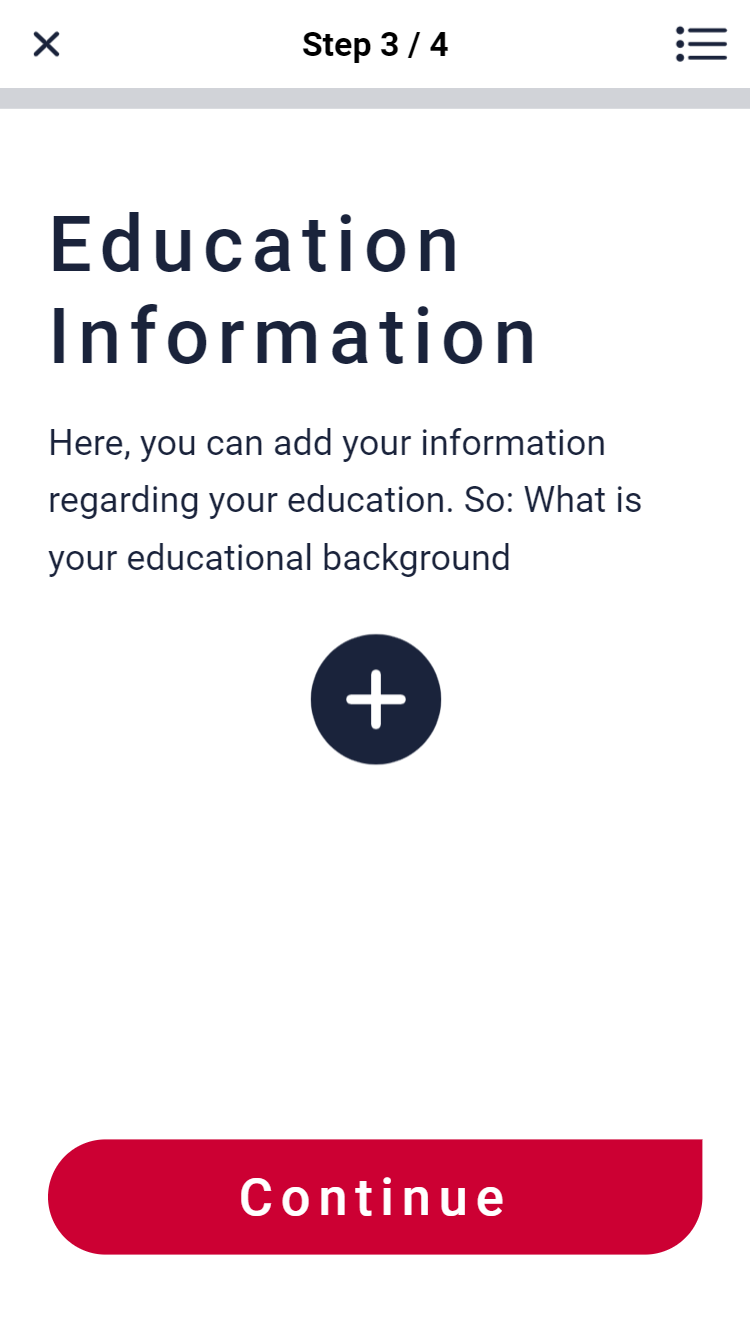 Step 3 / 4
Education
Information
Here, you can add your information
regarding your education. So: What is
your educational background
Continue